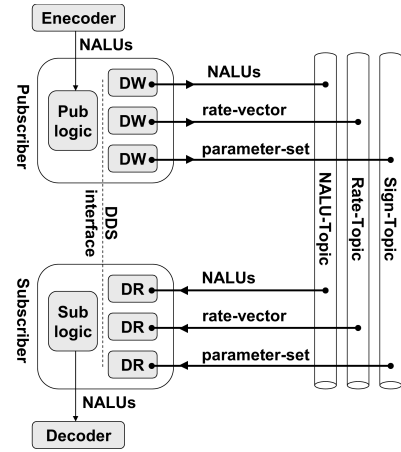 Enecoder
NALUs
Pubscriber
Pub
logic
DW
DW
DW
NALUs
rate-vector
parameter-set
DDS
interface
NALU-Topic
Rate-Topic
Sign-Topic
Subscriber
Sub
logic
DR
DR
DR
NALUs
rate-vector
parameter-set
NALUs
Decoder